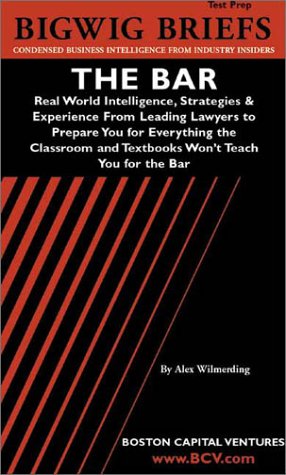 Test Prep
BIGWIG BRIEFS
CONDENSED BUSINESS INTELLIGENCE FROM INDUSTRY INSIDERS
THE BAR
Real World Intelligence, Strategies &
Experience From Leading Lawyers to
Prepare You for Everything the
Classroom and Textbooks Won't Teach
You for the Bar
By Alex Wilmerding
BOSTON CAPITAL VENTURES
www.BCV.com